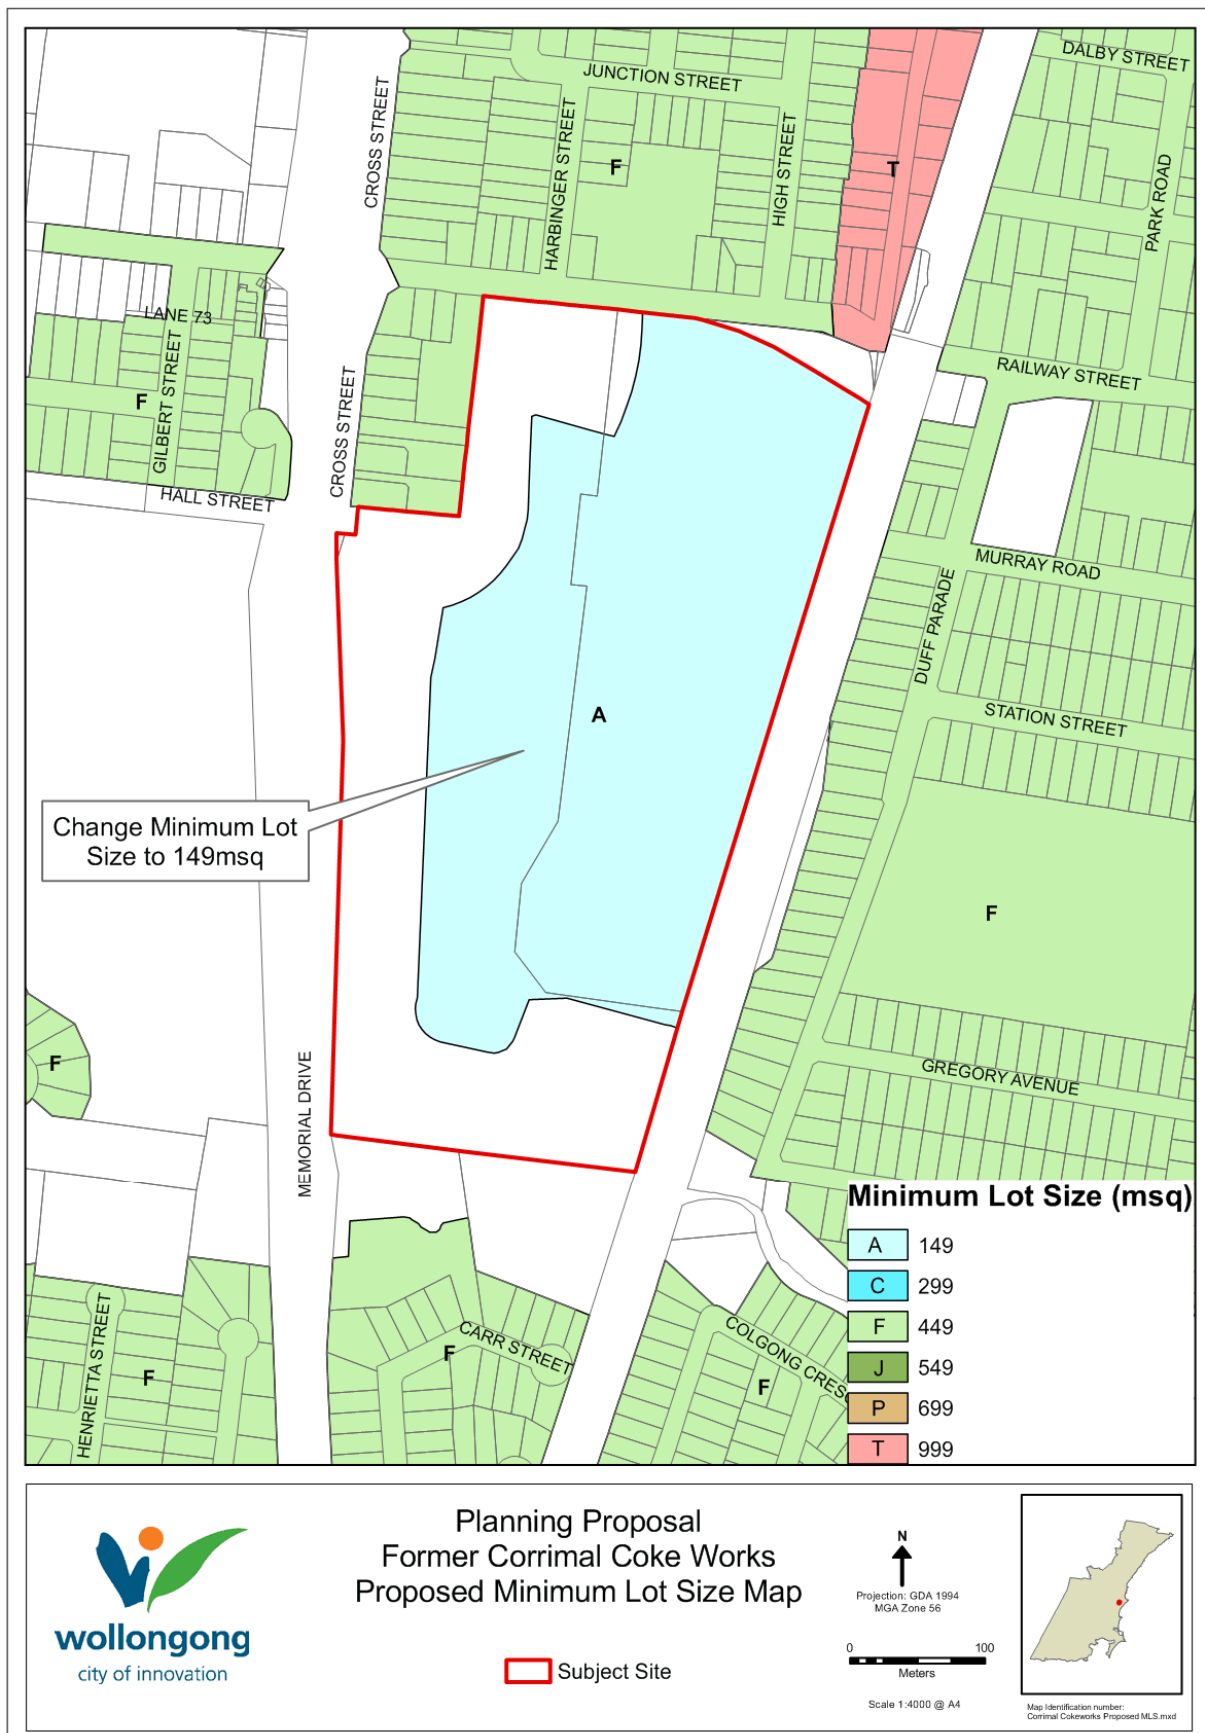 DALBY STREET
JUNCTION STREET
CROSS STREET
HARBINGER STREET
HIGH STREET
PARK ROAD
F
T
LANE 73
GILBERT STREET
F
HALL STREET
CROSS STREET
RAILWAY STREET
MURRAY ROAD
DUFF PARADE
STATION STREET
A
Change Minimum Lot
Size to 149msq
F
F
MEMORIAL DRIVE
GREGORY AVENUE
HENRIETTA STREET
F
CARR STREET
F
COLGONG CRESC
F
Minimum Lot Size (msq)
A 149
C 299
F 449
J 549
P 699
T 999
wollongong
city of innovation
Planning Proposal
Former Corrimal Coke Works
Proposed Minimum Lot Size Map
Subject Site
N
Projection: GDA 1994
MGA Zone 56
0 100
Meters
Scale 1:4000 @ A4
Map Identification number:
Corrimal Cokeworks Proposed MLS.mxd